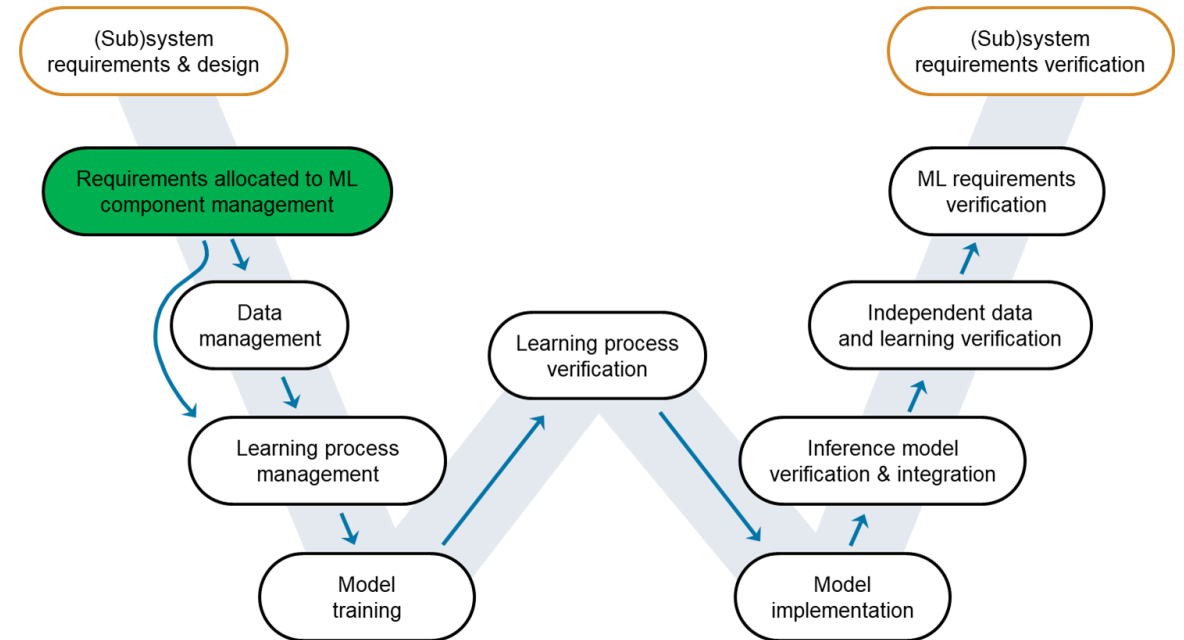 (Sub)system
requirements & design
(Sub)system
requirements verification
Requirements allocated to ML
component management
ML requirements
verification
Data
management
Learning process
verification
Independent data
and learning verification
Learning process
management
Inference model
verification & integration
Model
training
Model
implementation